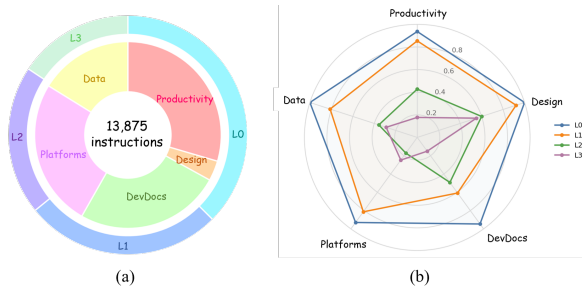 L3
L0
L2
L1
Data
Productivity
Platforms
Design
DevDocs
13,875
instructions
(a)
Productivity
0.8
0.6
0.4
0.2
Data
Design
Platforms
DevDocs
L0
L1
L2
L3
(b)